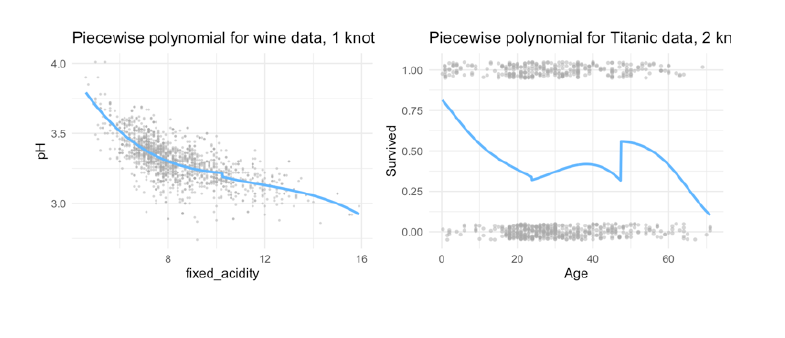 Piecewise polynomial for wine data, 1 knot
4.0
3.5
3.0
pH
8
12
16
fixed_acidity
Piecewise polynomial for Titanic data, 2 kn
1.00
0.75
0.50
0.25
0.00
Survived
0
20
40
60
Age